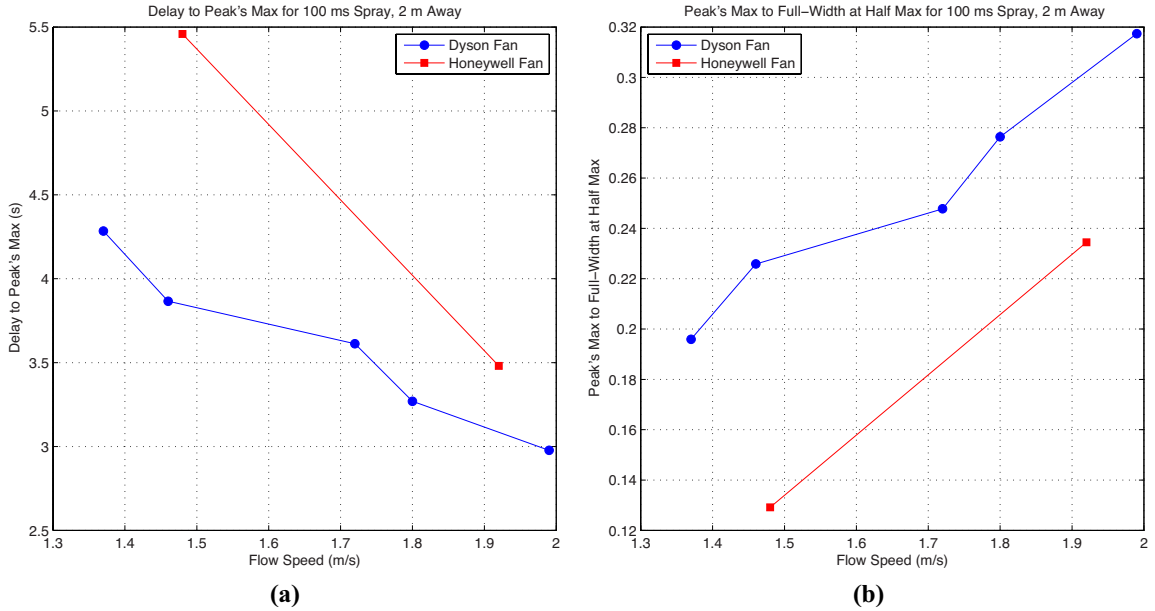 Delay to Peak's Max for 100 ms Spray, 2 m Away
5.5
5
4.5
4
3.5
3
2.5
Delay to Peak's Max (s)
Dyson Fan
Honeywell Fan
1.3 1.4 1.5 1.6 1.7 1.8 1.9 2
Flow Speed (m/s)
(a)
Peak's Max to Full−Width at Half Max for 100 ms Spray, 2 m Away
0.32
0.3
0.28
0.26
0.24
0.22
0.2
0.18
0.16
0.14
0.12
Peak's Max to Full−Width at Half Max
Dyson Fan
Honeywell Fan
1.3 1.4 1.5 1.6 1.7 1.8 1.9 2
Flow Speed (m/s)
(b)